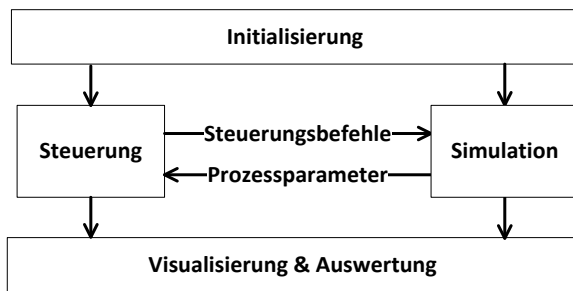 Initialisierung
Steuerung
Steuerungsbefehle
Prozessparameter
Simulation
Visualisierung & Auswertung